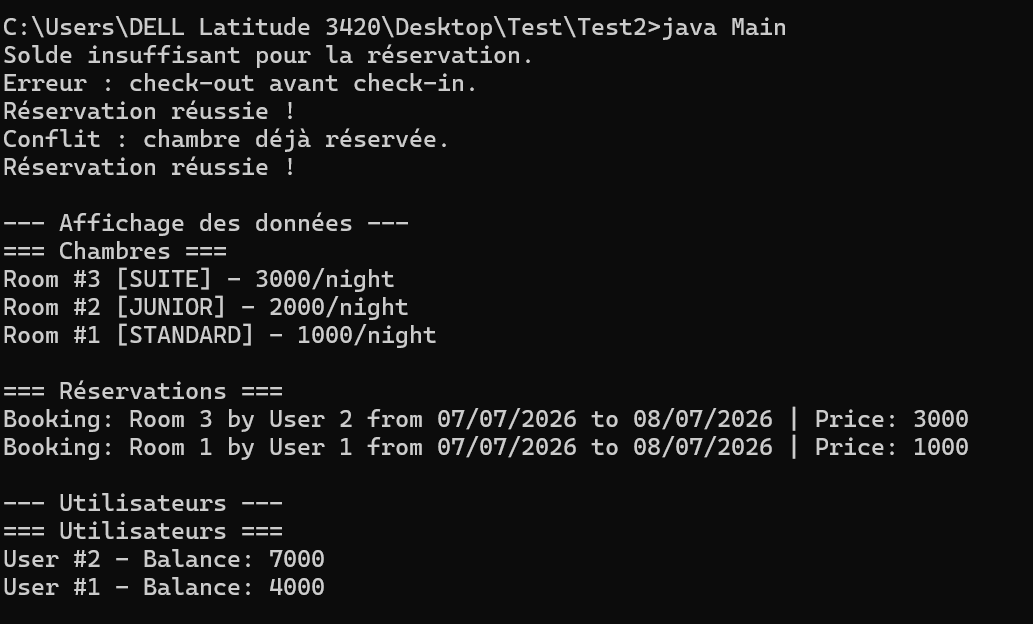 C:\Users\DELL Latitude 3420\Desktop\Test\Test2>java Main
Solde insuffisant pour la réservation.
Erreur : check-out avant check-in.
Réservation réussie !
Conflit : chambre déjà réservée.
Réservation réussie !
--- Affichage des données ---
=== Chambres ===
Room #3 [SUITE] - 3000/night
Room #2 [JUNIOR] - 2000/night
Room #1 [STANDARD] - 1000/night
=== Réservations ===
Booking: Room 3 by User 2 from 07/07/2026 to 08/07/2026 | Price: 3000
Booking: Room 1 by User 1 from 07/07/2026 to 08/07/2026 | Price: 1000
--- Utilisateurs ---
=== Utilisateurs ===
User #2 - Balance: 7000
User #1 - Balance: 4000